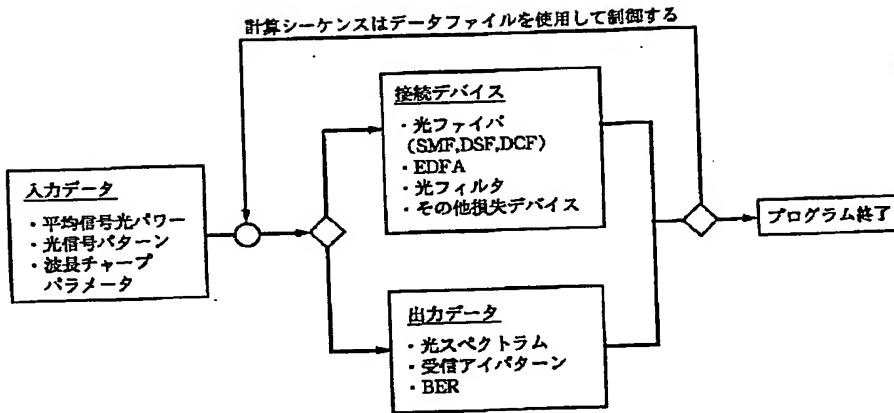 計算シーケンスはデータファイルを使用して制御する
入力データ
・平均信号光パワー
・光信号パターン
・波長チャープ
パラメータ
接続デバイス
・光ファイバ
(SMF,DSF,DCF)
・EDFA
・光フィルタ
・その他損失デバイス
出力データ
・光スペクトラム
・受信アイパターン
・BER
プログラム終了